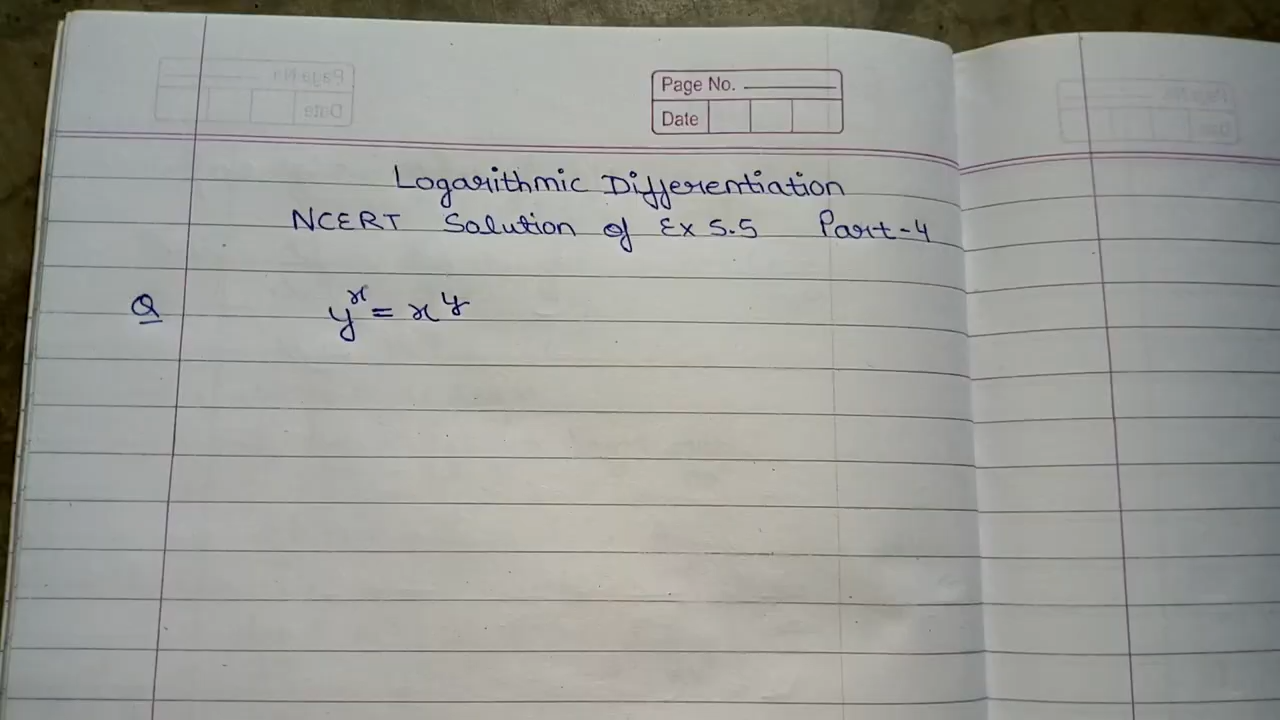 Page No.
Date
Logarithmic Differentiation
NCERT Solution of Ex 5.5 Part-4
Q y^x = x^y